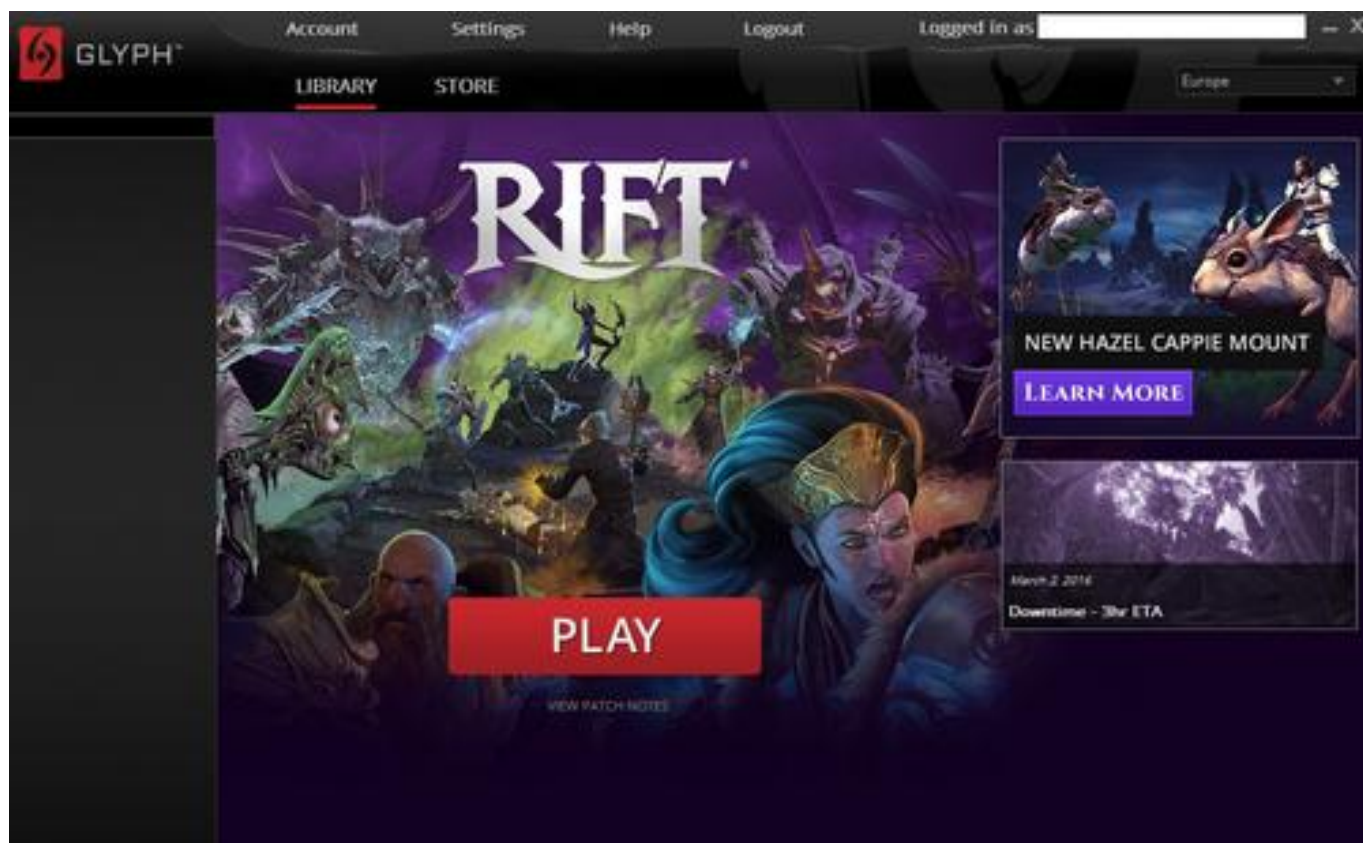 GLYPH™
Account Settings Help Logout Logged in as
LIBRARY STORE
Europe
RIFT®
NEW HAZEL CAPPIE MOUNT
LEARN MORE
March 2, 2016
Downtime - 3hr ETA
PLAY
VIEW PATCH NOTES